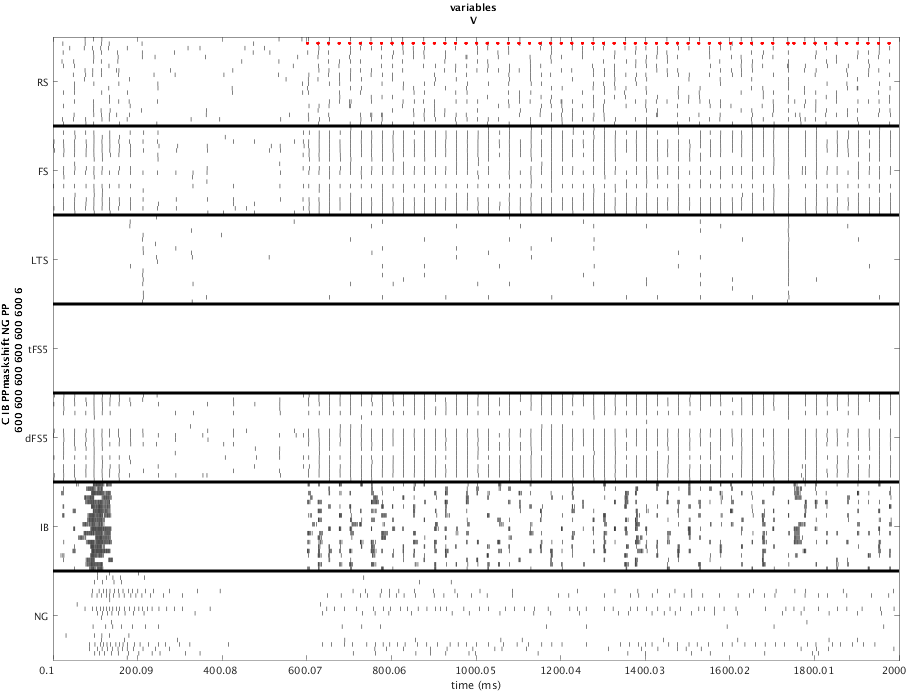 variables
V
RS
FS
LTS
tFS5
dFS5
IB
NG
C IB PPmaskshift NG PP
600 600 600 600 600 600 600 6
0.1
200.09
400.08
600.07
800.06
1000.05
1200.04
1400.03
1600.02
1800.01
2000
time (ms)